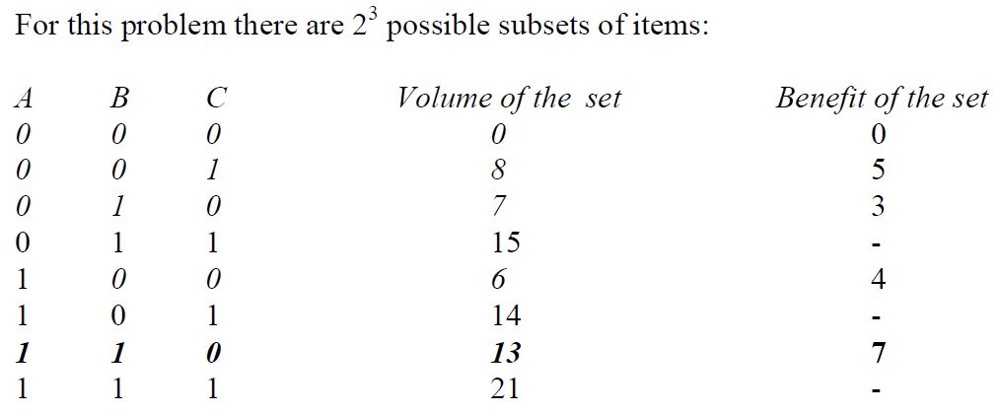 For this problem there are 2³ possible subsets of items:
A B C Volume of the set Benefit of the set
0 0 0 0 0
0 0 1 8 5
0 1 0 7 3
0 1 1 15 -
1 0 0 6 4
1 0 1 14 -
1 1 0 13 7
1 1 1 21 -